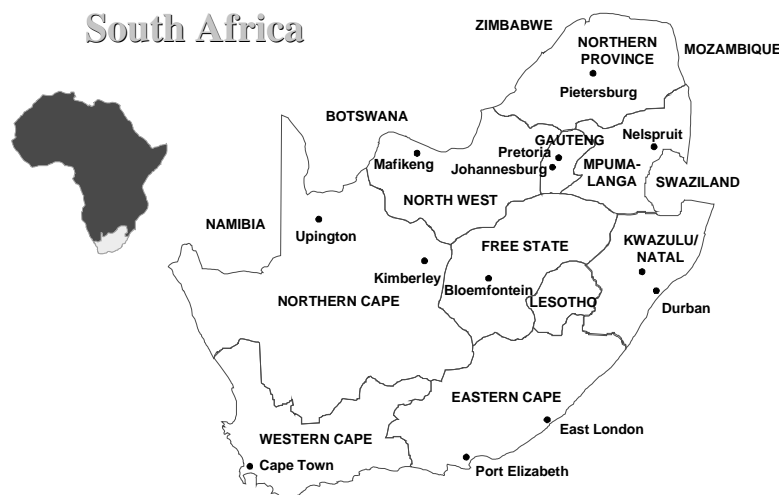 South Africa
ZIMBABWE
NORTHERN
PROVINCE
MOZAMBIQUE
Pietersburg
BOTSWANA
GAUTENG
Nelspruit
Mafikeng
Pretoria
Johannesburg
MPUMA-
LANGA
SWAZILAND
NORTH WEST
NAMIBIA
Upington
FREE STATE
KWAZULU/
NATAL
Kimberley
Bloemfontein
NORTHERN CAPE
LESOTHO
Durban
EASTERN CAPE
East London
WESTERN CAPE
Cape Town
Port Elizabeth